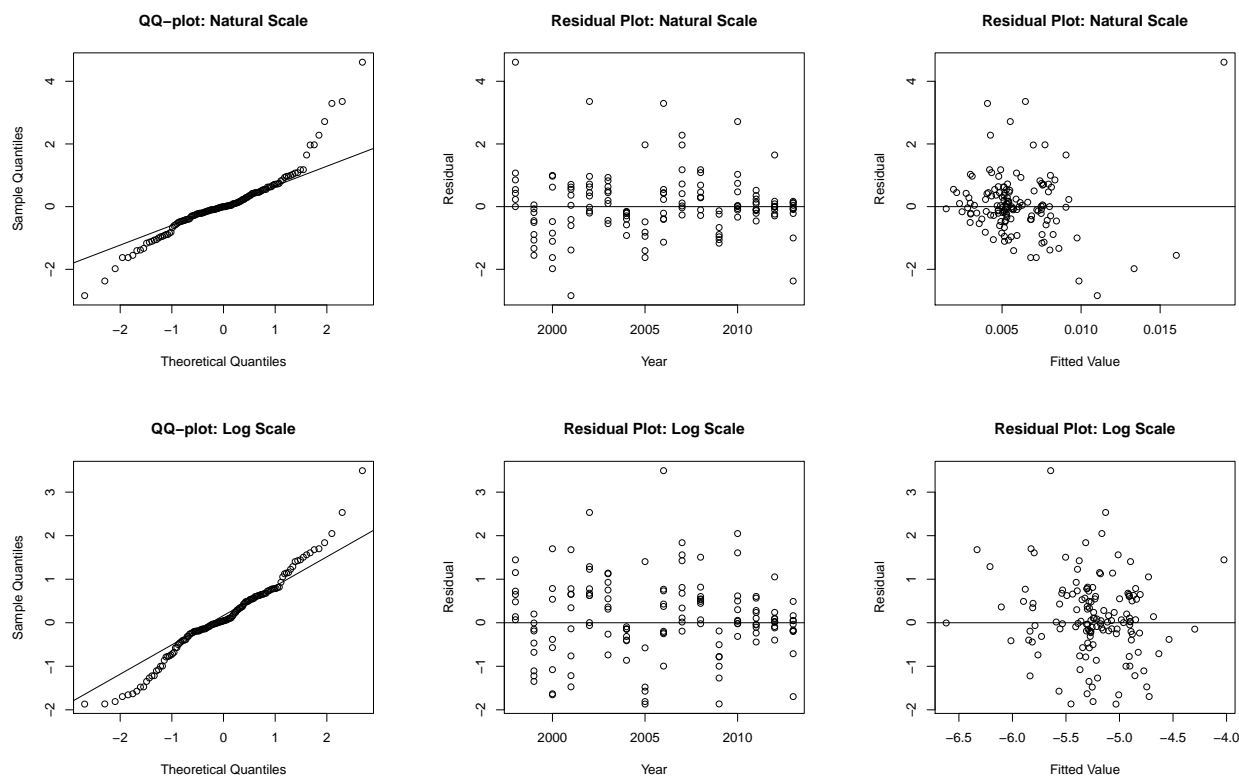 QQ−plot: Natural Scale
Sample Quantiles
4
2
0
−2
−2 −1 0 1 2
Theoretical Quantiles
Residual Plot: Natural Scale
Residual
4
2
0
−2
2000 2005 2010
Year
Residual Plot: Natural Scale
Residual
4
2
0
−2
0.005 0.010 0.015
Fitted Value
QQ−plot: Log Scale
Sample Quantiles
3
2
1
0
−1
−2
−2 −1 0 1 2
Theoretical Quantiles
Residual Plot: Log Scale
Residual
3
2
1
0
−1
−2
2000 2005 2010
Year
Residual Plot: Log Scale
Residual
3
2
1
0
−1
−2
−6.5 −6.0 −5.5 −5.0 −4.5 −4.0
Fitted Value